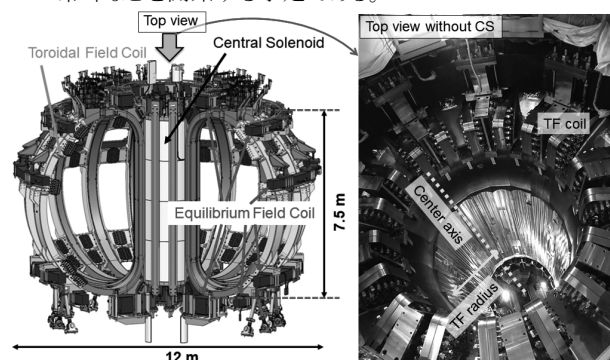 Top view
Top view without CS
Toroidal Field Coil
Central Solenoid
TF coil
Center axis
Equilibrium Field Coil
7.5 m
TF radius
12 m